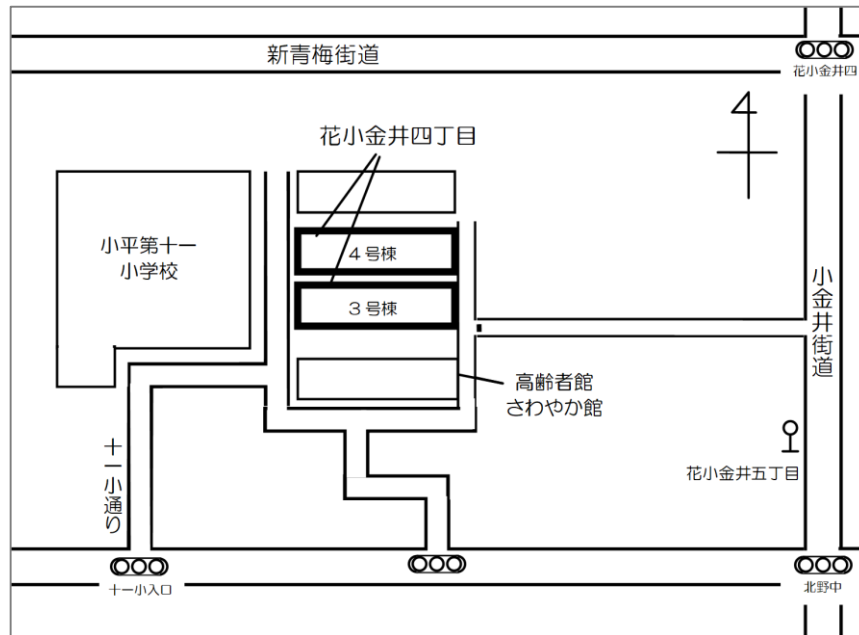 新青梅街道
花小金井四
花小金井四丁目
小平第十一
小学校
4号棟
3号棟
小金井街道
高齢者館
さわやか館
十一小通り
花小金井五丁目
十一小入口
北野中